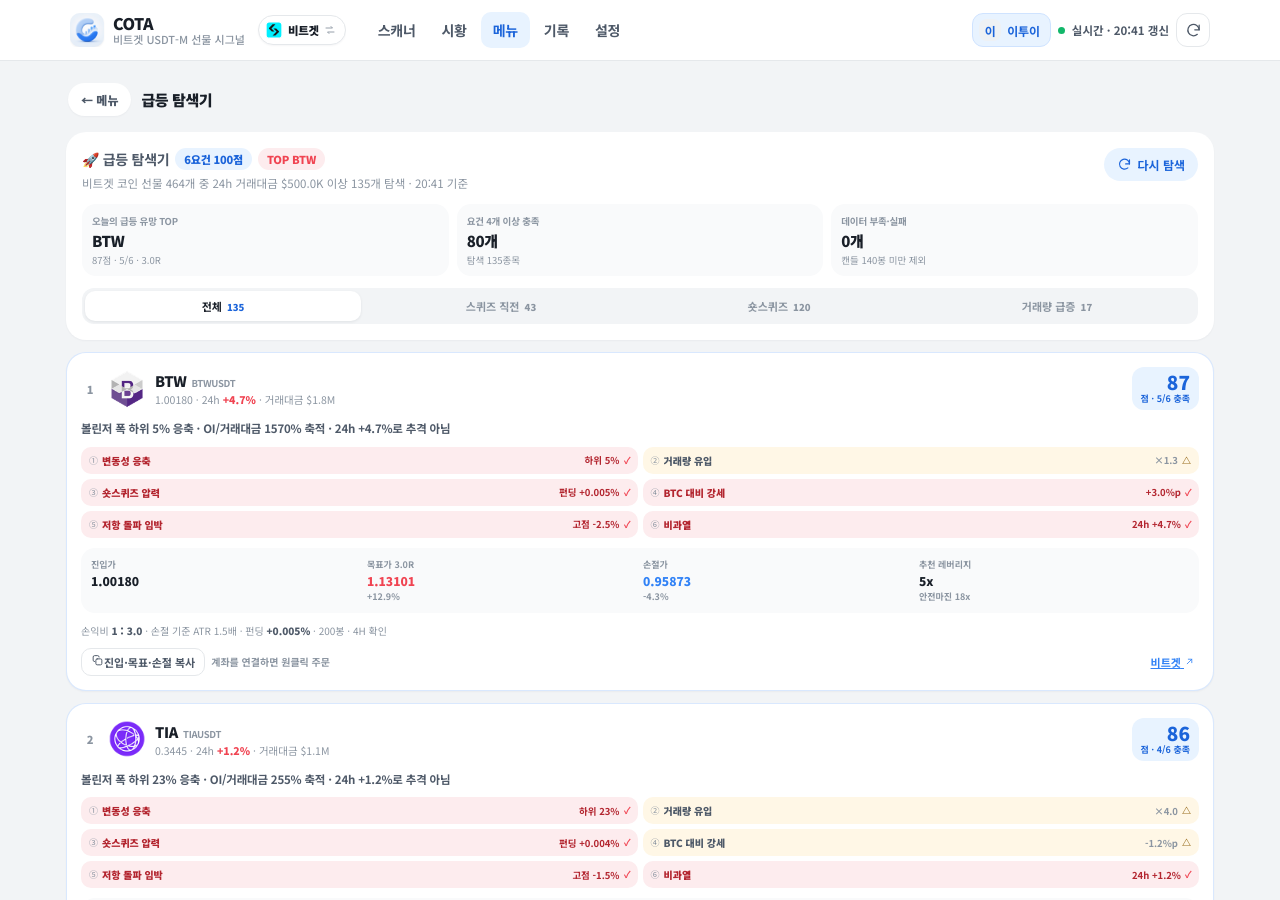 COTA
비트겟 USDT-M 선물 시그널
비트겟
스캐너 시황 메뉴 기록 설정
이 이투이
실시간 · 20:41 갱신
← 메뉴
급등 탐색기
🚀 급등 탐색기 6요건 100점 TOP BTW
다시 탐색
비트겟 코인 선물 464개 중 24h 거래대금 $500.0K 이상 135개 탐색 · 20:41 기준
오늘의 급등 유망 TOP
BTW
87점 · 5/6 · 3.0R
요건 4개 이상 충족
80개
탐색 135종목
데이터 부족·실패
0개
캔들 140봉 미만 제외
전체 135
스퀴즈 직전 43
숏스퀴즈 120
거래량 급증 17
1
BTW BTWUSDT
1.00180 · 24h +4.7% · 거래대금 $1.8M
87
점 · 5/6 충족
볼린저 폭 하위 5% 응축 · OI/거래대금 1570% 축적 · 24h +4.7%로 추격 아님
① 변동성 응축 하위 5% ✓
② 거래량 유입 ×1.3 △
③ 숏스퀴즈 압력 펀딩 +0.005% ✓
④ BTC 대비 강세 +3.0%p ✓
⑤ 저항 돌파 임박 고점 -2.5% ✓
⑥ 비과열 24h +4.7% ✓
진입가
1.00180
목표가 3.0R
1.13101
+12.9%
손절가
0.95873
-4.3%
추천 레버리지
5x
안전마진 18x
손익비 1 : 3.0 · 손절 기준 ATR 1.5배 · 펀딩 +0.005% · 200봉 · 4H 확인
진입·목표·손절 복사
계좌를 연결하면 원클릭 주문
비트겟 ↗
2
TIA TIAUSDT
0.3445 · 24h +1.2% · 거래대금 $1.1M
86
점 · 4/6 충족
볼린저 폭 하위 23% 응축 · OI/거래대금 255% 축적 · 24h +1.2%로 추격 아님
① 변동성 응축 하위 23% ✓
② 거래량 유입 ×4.0 △
③ 숏스퀴즈 압력 펀딩 +0.004% ✓
④ BTC 대비 강세 -1.2%p △
⑤ 저항 돌파 임박 고점 -1.5% ✓
⑥ 비과열 24h +1.2% ✓